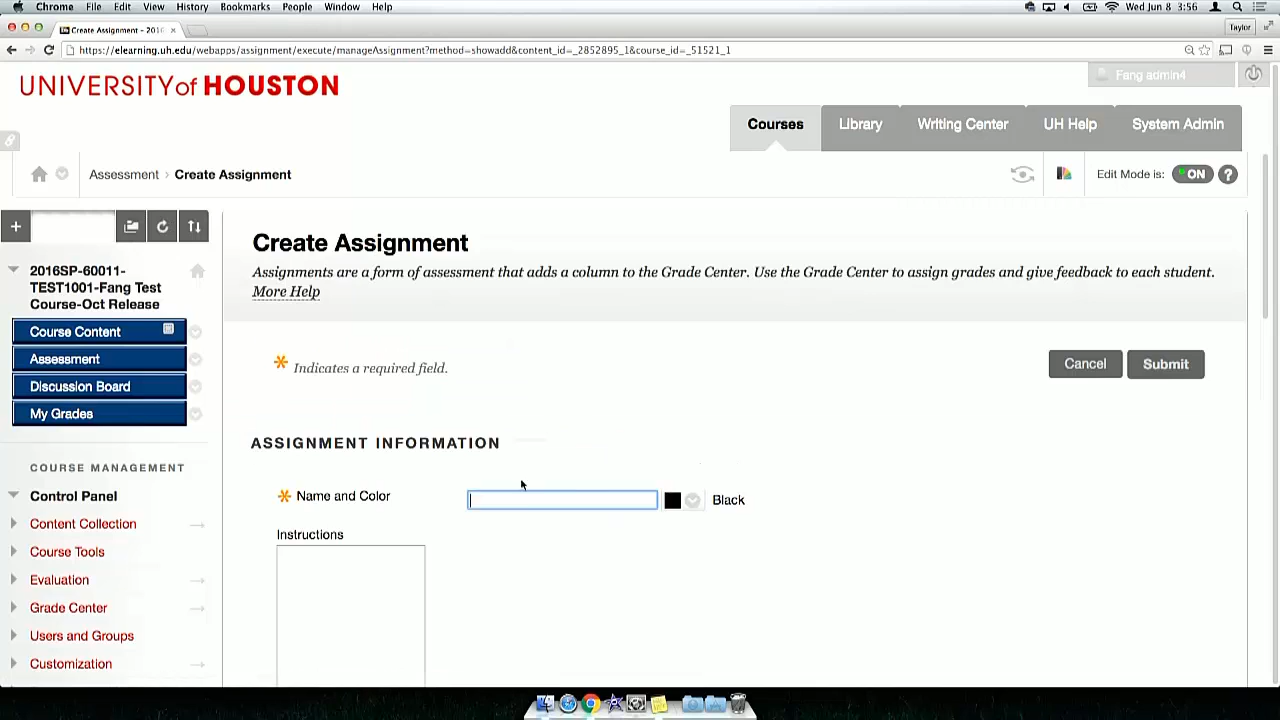 Chrome File Edit View History Bookmarks People Window Help Wed Jun 8 3:56
Create Assignment – 201 Taylor
https://elearning.uh.edu/webapps/assignment/execute/manageAssignment?method=showadd&content_id=_2852895_1&course_id=_51521_1
UNIVERSITY of HOUSTON
Fang admin4
Courses Library Writing Center UH Help System Admin
Assessment Create Assignment Edit Mode is: ON ?
Create Assignment
Assignments are a form of assessment that adds a column to the Grade Center. Use the Grade Center to assign grades and give feedback to each student.
More Help
2016SP-60011-
TEST1001-Fang Test
Course-Oct Release
Course Content
Assessment
Discussion Board
My Grades
COURSE MANAGEMENT
Control Panel
Content Collection
Course Tools
Evaluation
Grade Center
Users and Groups
Customization
Indicates a required field.
Cancel Submit
ASSIGNMENT INFORMATION
Name and Color Black
Instructions